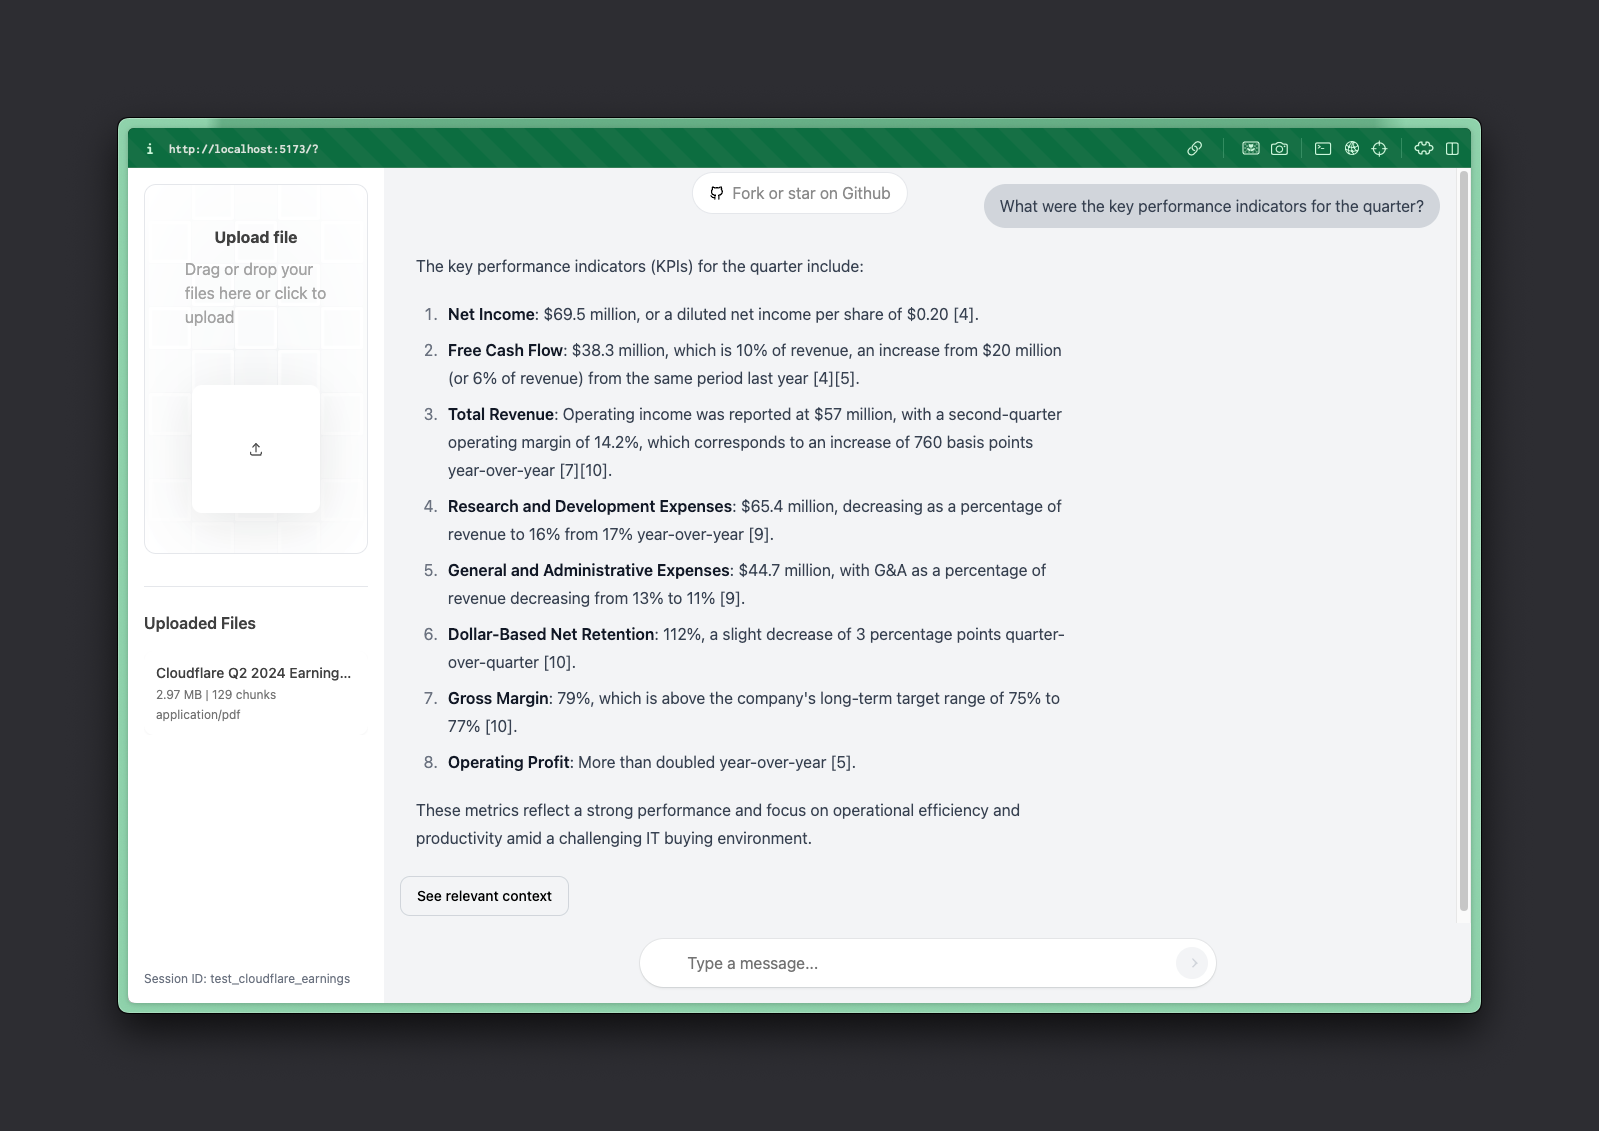 i http://localhost:5173/?
Upload file
Drag or drop your
files here or click to
upload
Uploaded Files
Cloudflare Q2 2024 Earning...
2.97 MB | 129 chunks
application/pdf
Session ID: test_cloudflare_earnings
Fork or star on Github
What were the key performance indicators for the quarter?
The key performance indicators (KPIs) for the quarter include:
1. Net Income: $69.5 million, or a diluted net income per share of $0.20 [4].
2. Free Cash Flow: $38.3 million, which is 10% of revenue, an increase from $20 million
(or 6% of revenue) from the same period last year [4][5].
3. Total Revenue: Operating income was reported at $57 million, with a second-quarter
operating margin of 14.2%, which corresponds to an increase of 760 basis points
year-over-year [7][10].
4. Research and Development Expenses: $65.4 million, decreasing as a percentage of
revenue to 16% from 17% year-over-year [9].
5. General and Administrative Expenses: $44.7 million, with G&A as a percentage of
revenue decreasing from 13% to 11% [9].
6. Dollar-Based Net Retention: 112%, a slight decrease of 3 percentage points quarter-
over-quarter [10].
7. Gross Margin: 79%, which is above the company's long-term target range of 75% to
77% [10].
8. Operating Profit: More than doubled year-over-year [5].
These metrics reflect a strong performance and focus on operational efficiency and
productivity amid a challenging IT buying environment.
See relevant context
Type a message...